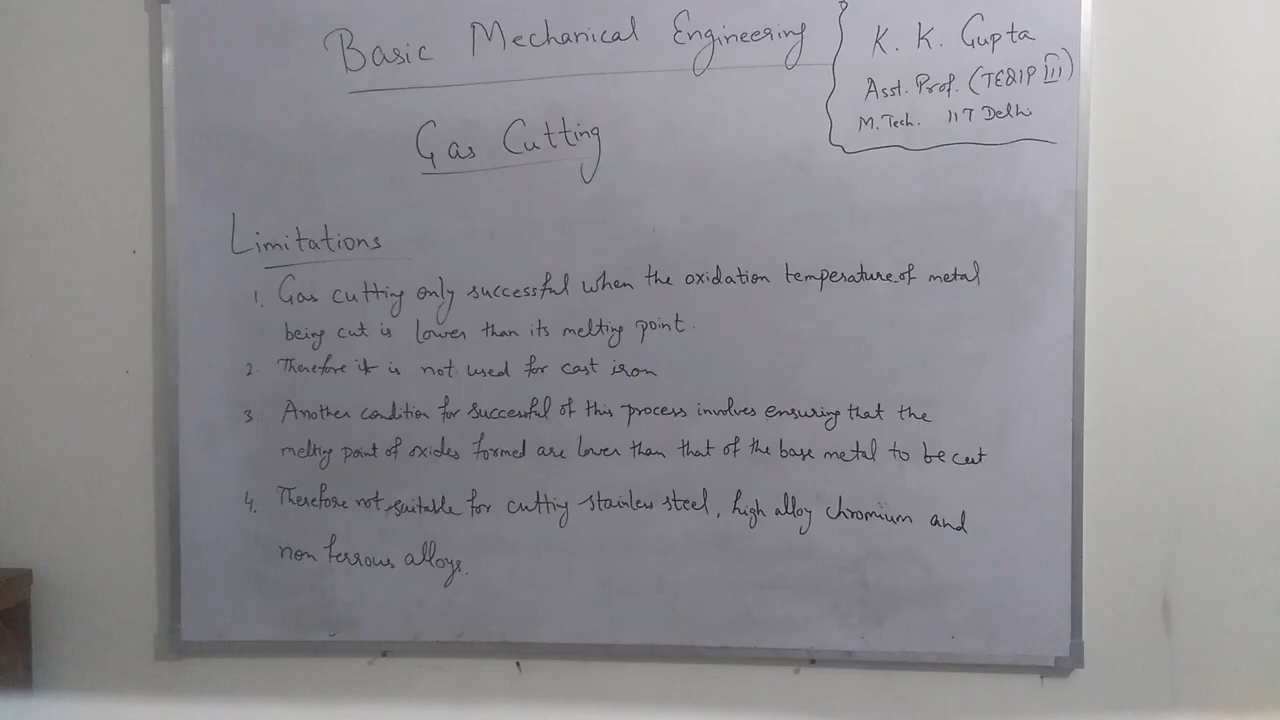 Basic Mechanical Engineering
K. K. Gupta
Asst. Prof. (TEQIP III)
M.Tech. IIT Delhi
Gas Cutting
Limitations
1. Gas cutting only successful when the oxidation temperature of metal
being cut is lower than its melting point.
2. Therefore it is not used for cast iron
3. Another condition for successful of this process involves ensuring that the
melting point of oxides formed are lower than that of the base metal to be cut
4. Therefore not suitable for cutting stainless steel, high alloy chromium and
non ferrous alloys.